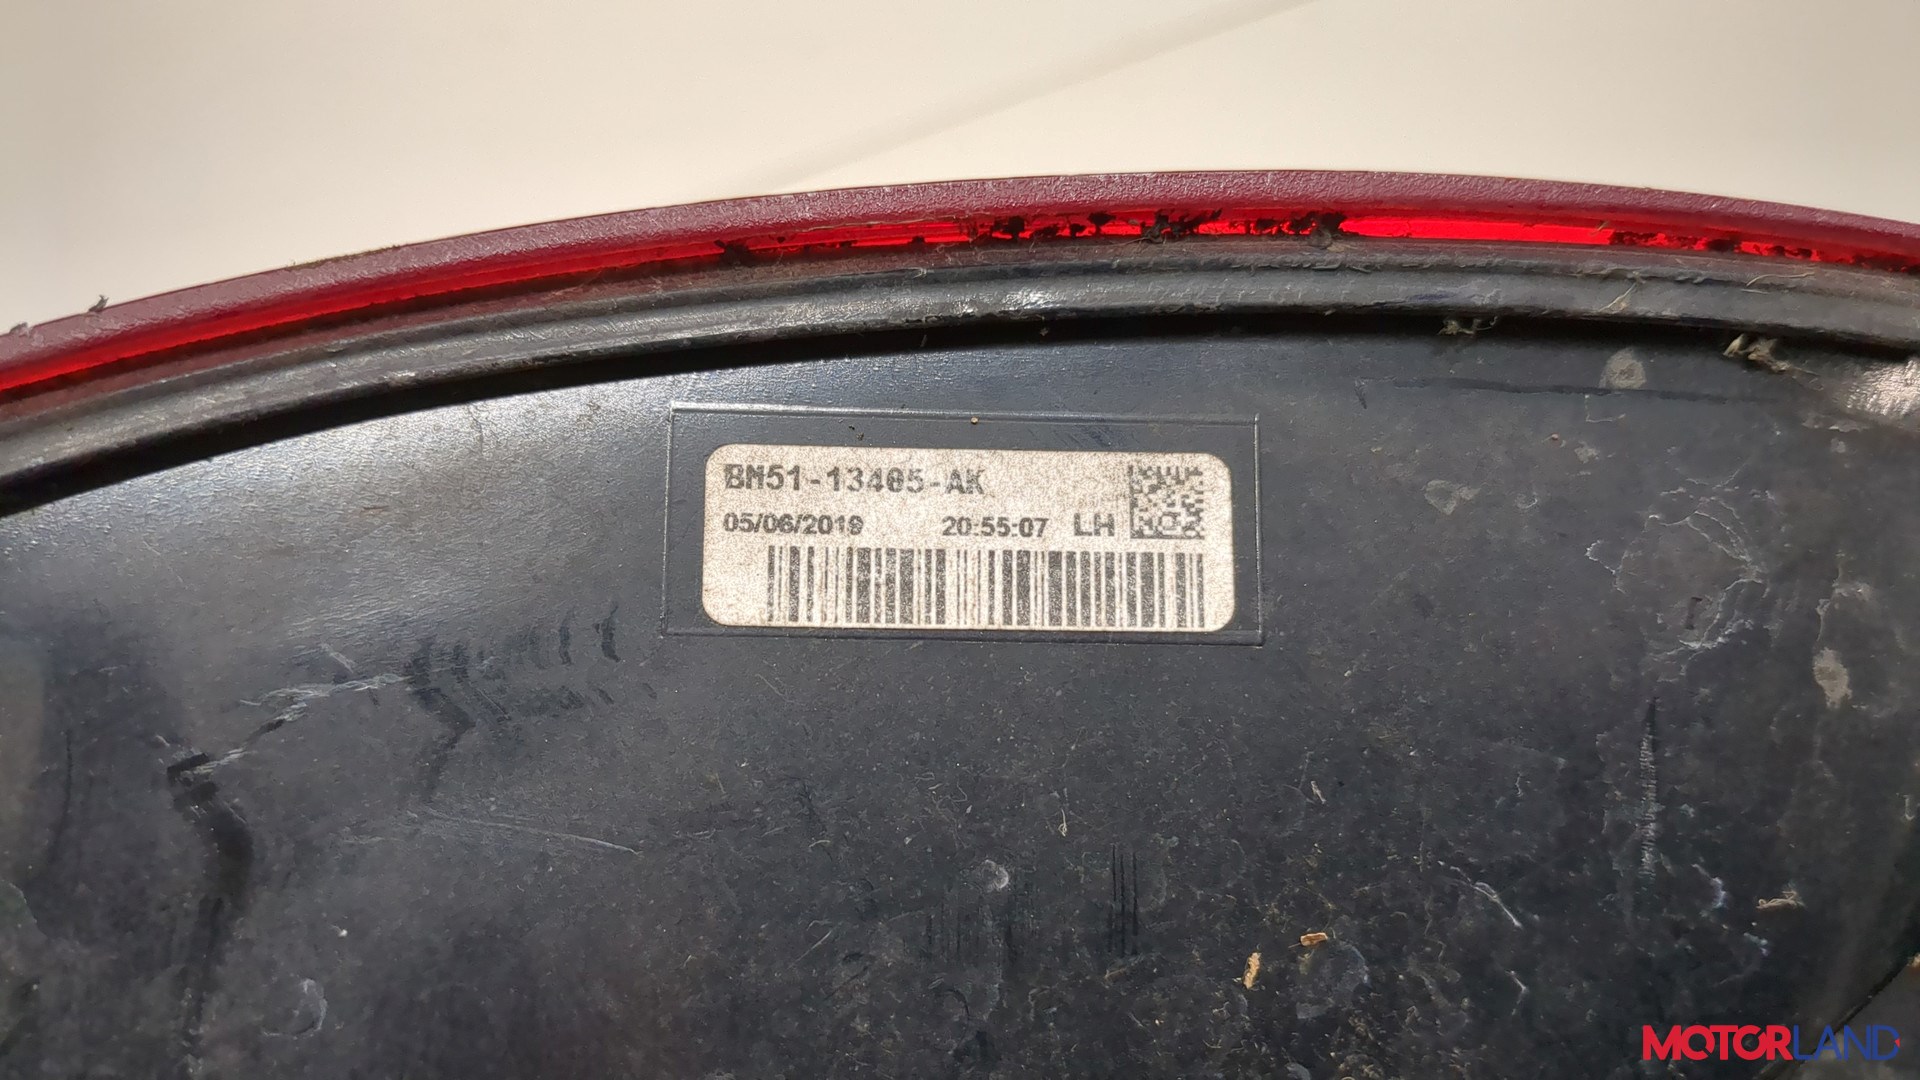 BM51-13405-AK
05/06/2019 20:55:07 LH
MOTORLAND